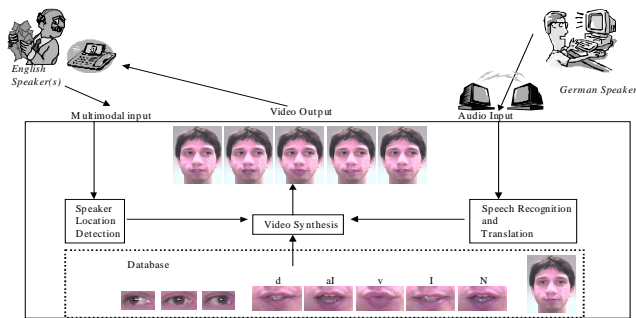 English
Speaker(s)
German Speaker
Multimodal input
Video Output
Audio Input
Speaker
Location
Detection
Video Synthesis
Speech Recognition
and
Translation
Database
d
aI
v
I
N